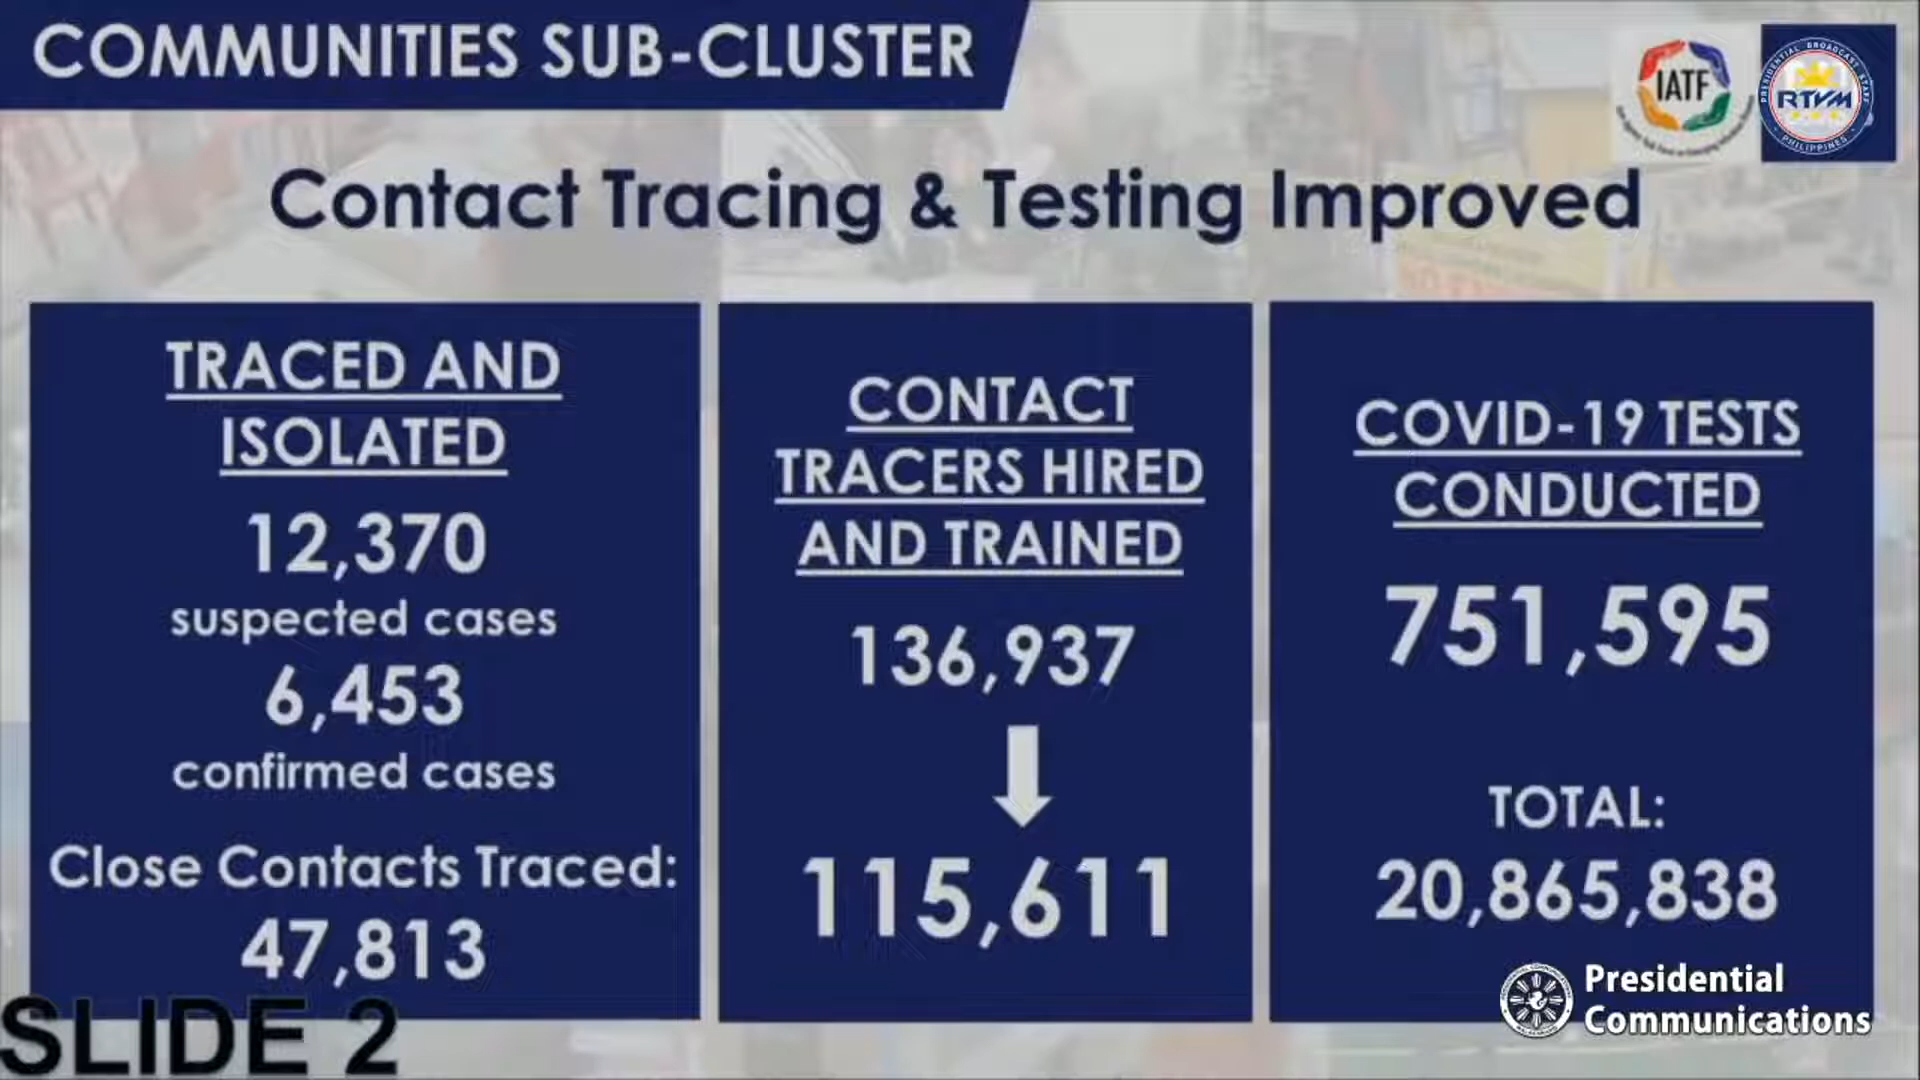 COMMUNITIES SUB-CLUSTER
IATF
PRESIDENTIAL BROADCAST STAFF
RTVM
PHILIPPINES
Contact Tracing & Testing Improved
TRACED AND
ISOLATED
12,370
suspected cases
6,453
confirmed cases
Close Contacts Traced:
47,813
CONTACT
TRACERS HIRED
AND TRAINED
136,937
115,611
COVID-19 TESTS
CONDUCTED
751,595
TOTAL:
20,865,838
Presidential
Communications
SLIDE 2